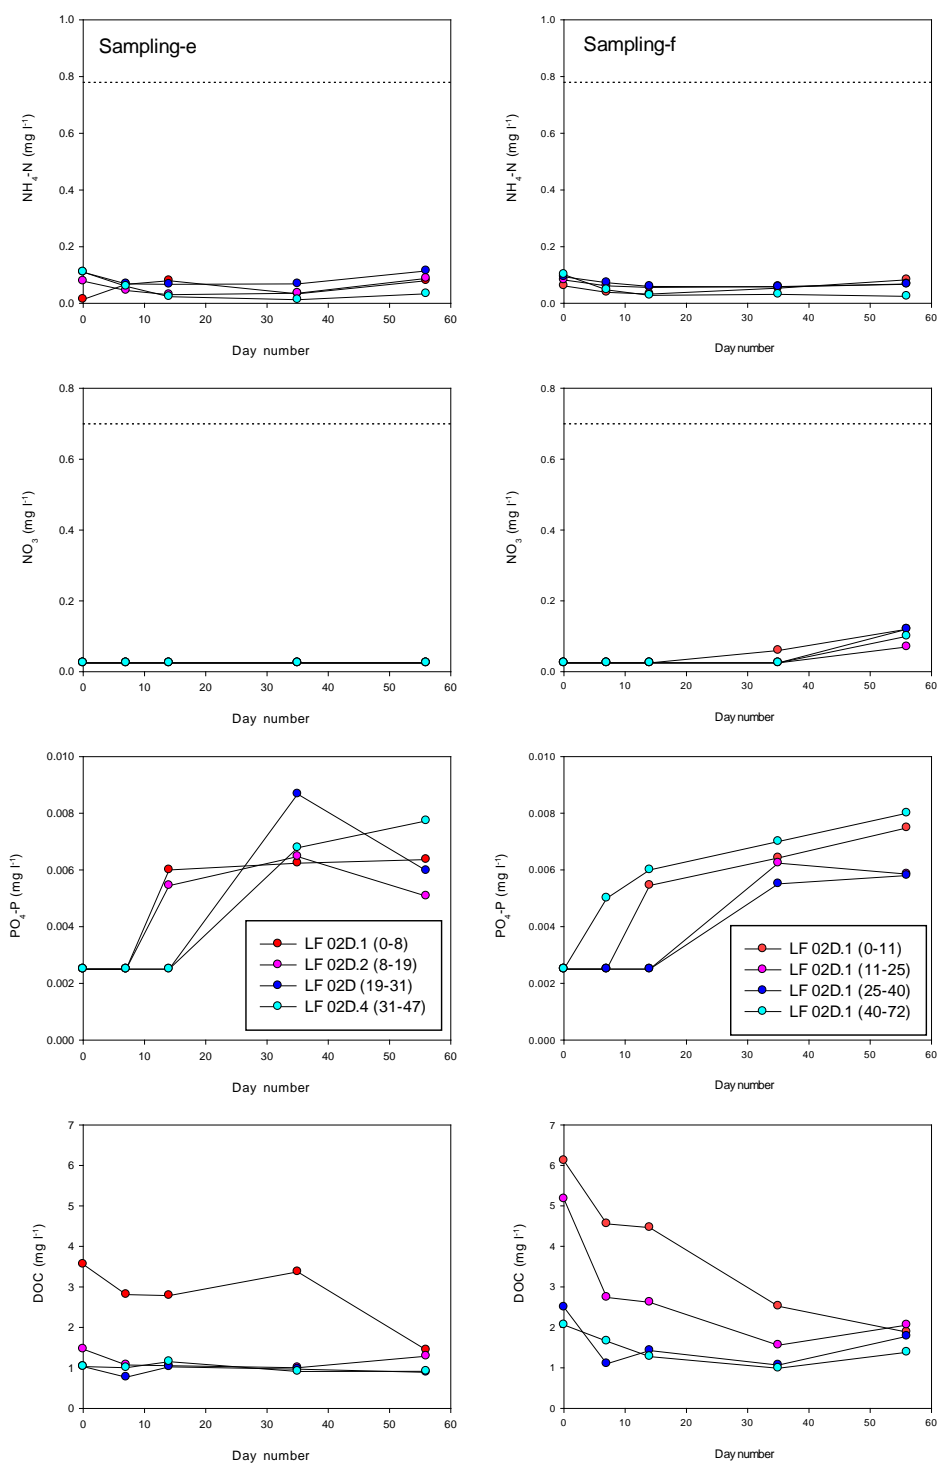 Sampling-e
NH4-N (mg l-1)
1.0
0.8
0.6
0.4
0.2
0.0
0 10 20 30 40 50 60
Day number
Sampling-f
NH4-N (mg l-1)
1.0
0.8
0.6
0.4
0.2
0.0
0 10 20 30 40 50 60
Day number
NO3 (mg l-1)
0.8
0.6
0.4
0.2
0.0
0 10 20 30 40 50 60
Day number
NO3 (mg l-1)
0.8
0.6
0.4
0.2
0.0
0 10 20 30 40 50 60
Day number
PO4-P (mg l-1)
0.010
0.008
0.006
0.004
0.002
0.000
LF 02D.1 (0-8)
LF 02D.2 (8-19)
LF 02D (19-31)
LF 02D.4 (31-47)
0 10 20 30 40 50 60
Day number
PO4-P (mg l-1)
0.010
0.008
0.006
0.004
0.002
0.000
LF 02D.1 (0-11)
LF 02D.1 (11-25)
LF 02D.1 (25-40)
LF 02D.1 (40-72)
0 10 20 30 40 50 60
Day number
DOC (mg l-1)
7
6
5
4
3
2
1
0
0 10 20 30 40 50 60
Day number
DOC (mg l-1)
7
6
5
4
3
2
1
0
0 10 20 30 40 50 60
Day number